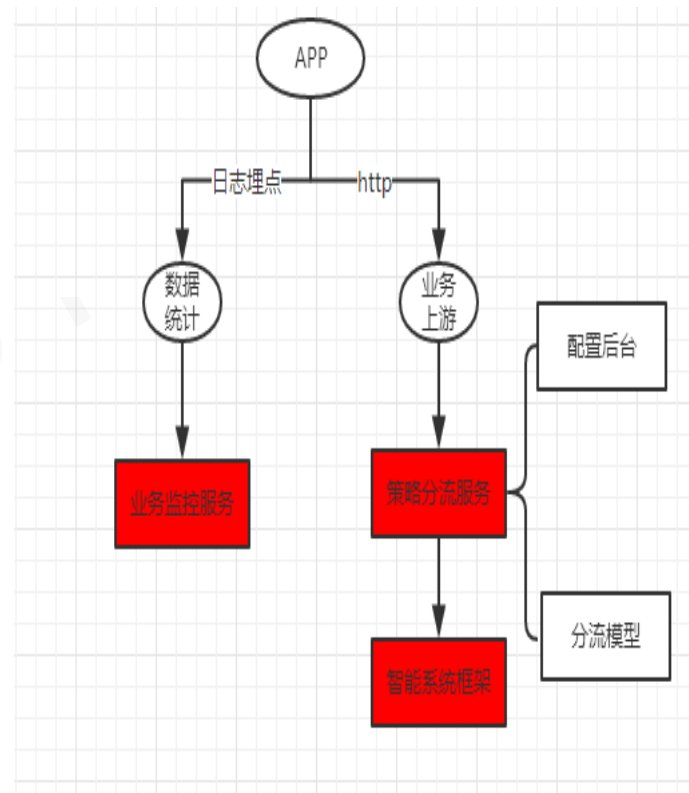 APP
日志埋点
http
数据
统计
业务
上游
配置后台
业务监控服务
策略分流服务
分流模型
智能系统框架